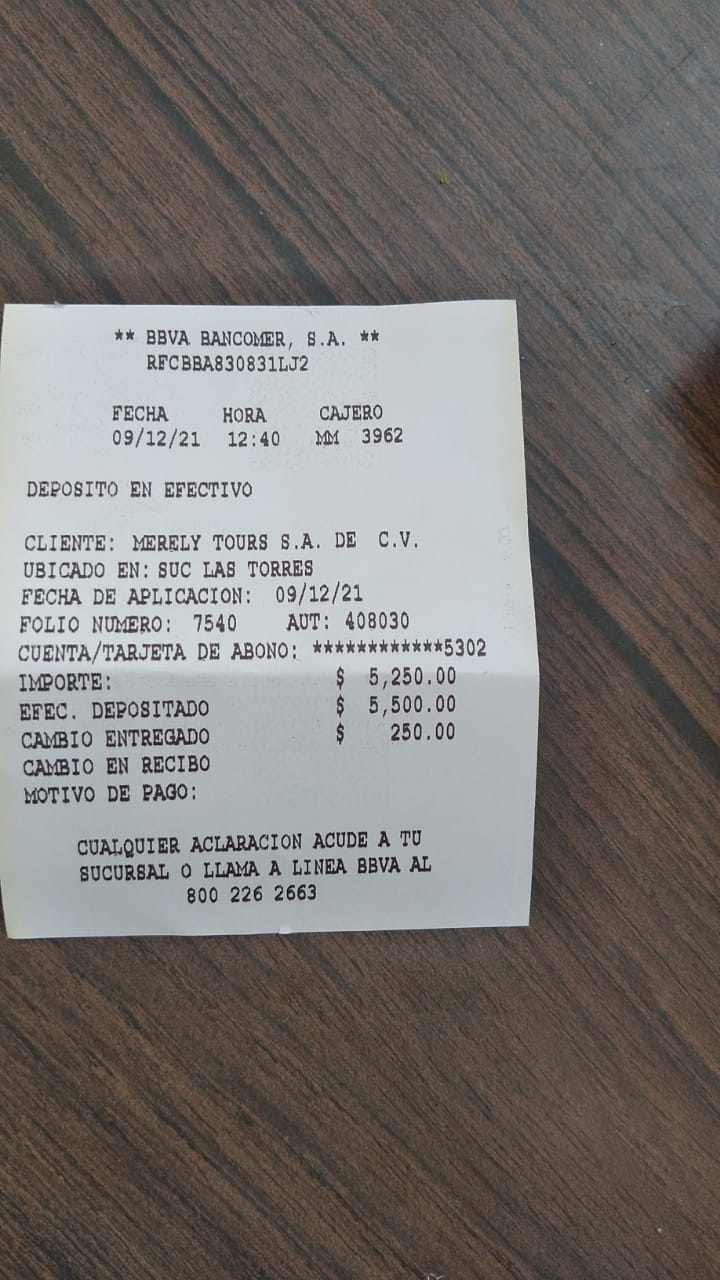 ** BBVA BANCOMER, S.A. **
RFCBBA830831LJ2
FECHA HORA CAJERO
09/12/21 12:40 MM 3962
DEPOSITO EN EFECTIVO
CLIENTE: MERELY TOURS S.A. DE C.V.
UBICADO EN: SUC LAS TORRES
FECHA DE APLICACION: 09/12/21
FOLIO NUMERO: 7540 AUT: 408030
CUENTA/TARJETA DE ABONO: ************5302
IMPORTE: $ 5,250.00
EFEC. DEPOSITADO $ 5,500.00
CAMBIO ENTREGADO $ 250.00
CAMBIO EN RECIBO
MOTIVO DE PAGO:
CUALQUIER ACLARACION ACUDE A TU
SUCURSAL O LLAMA A LINEA BBVA AL
800 226 2663